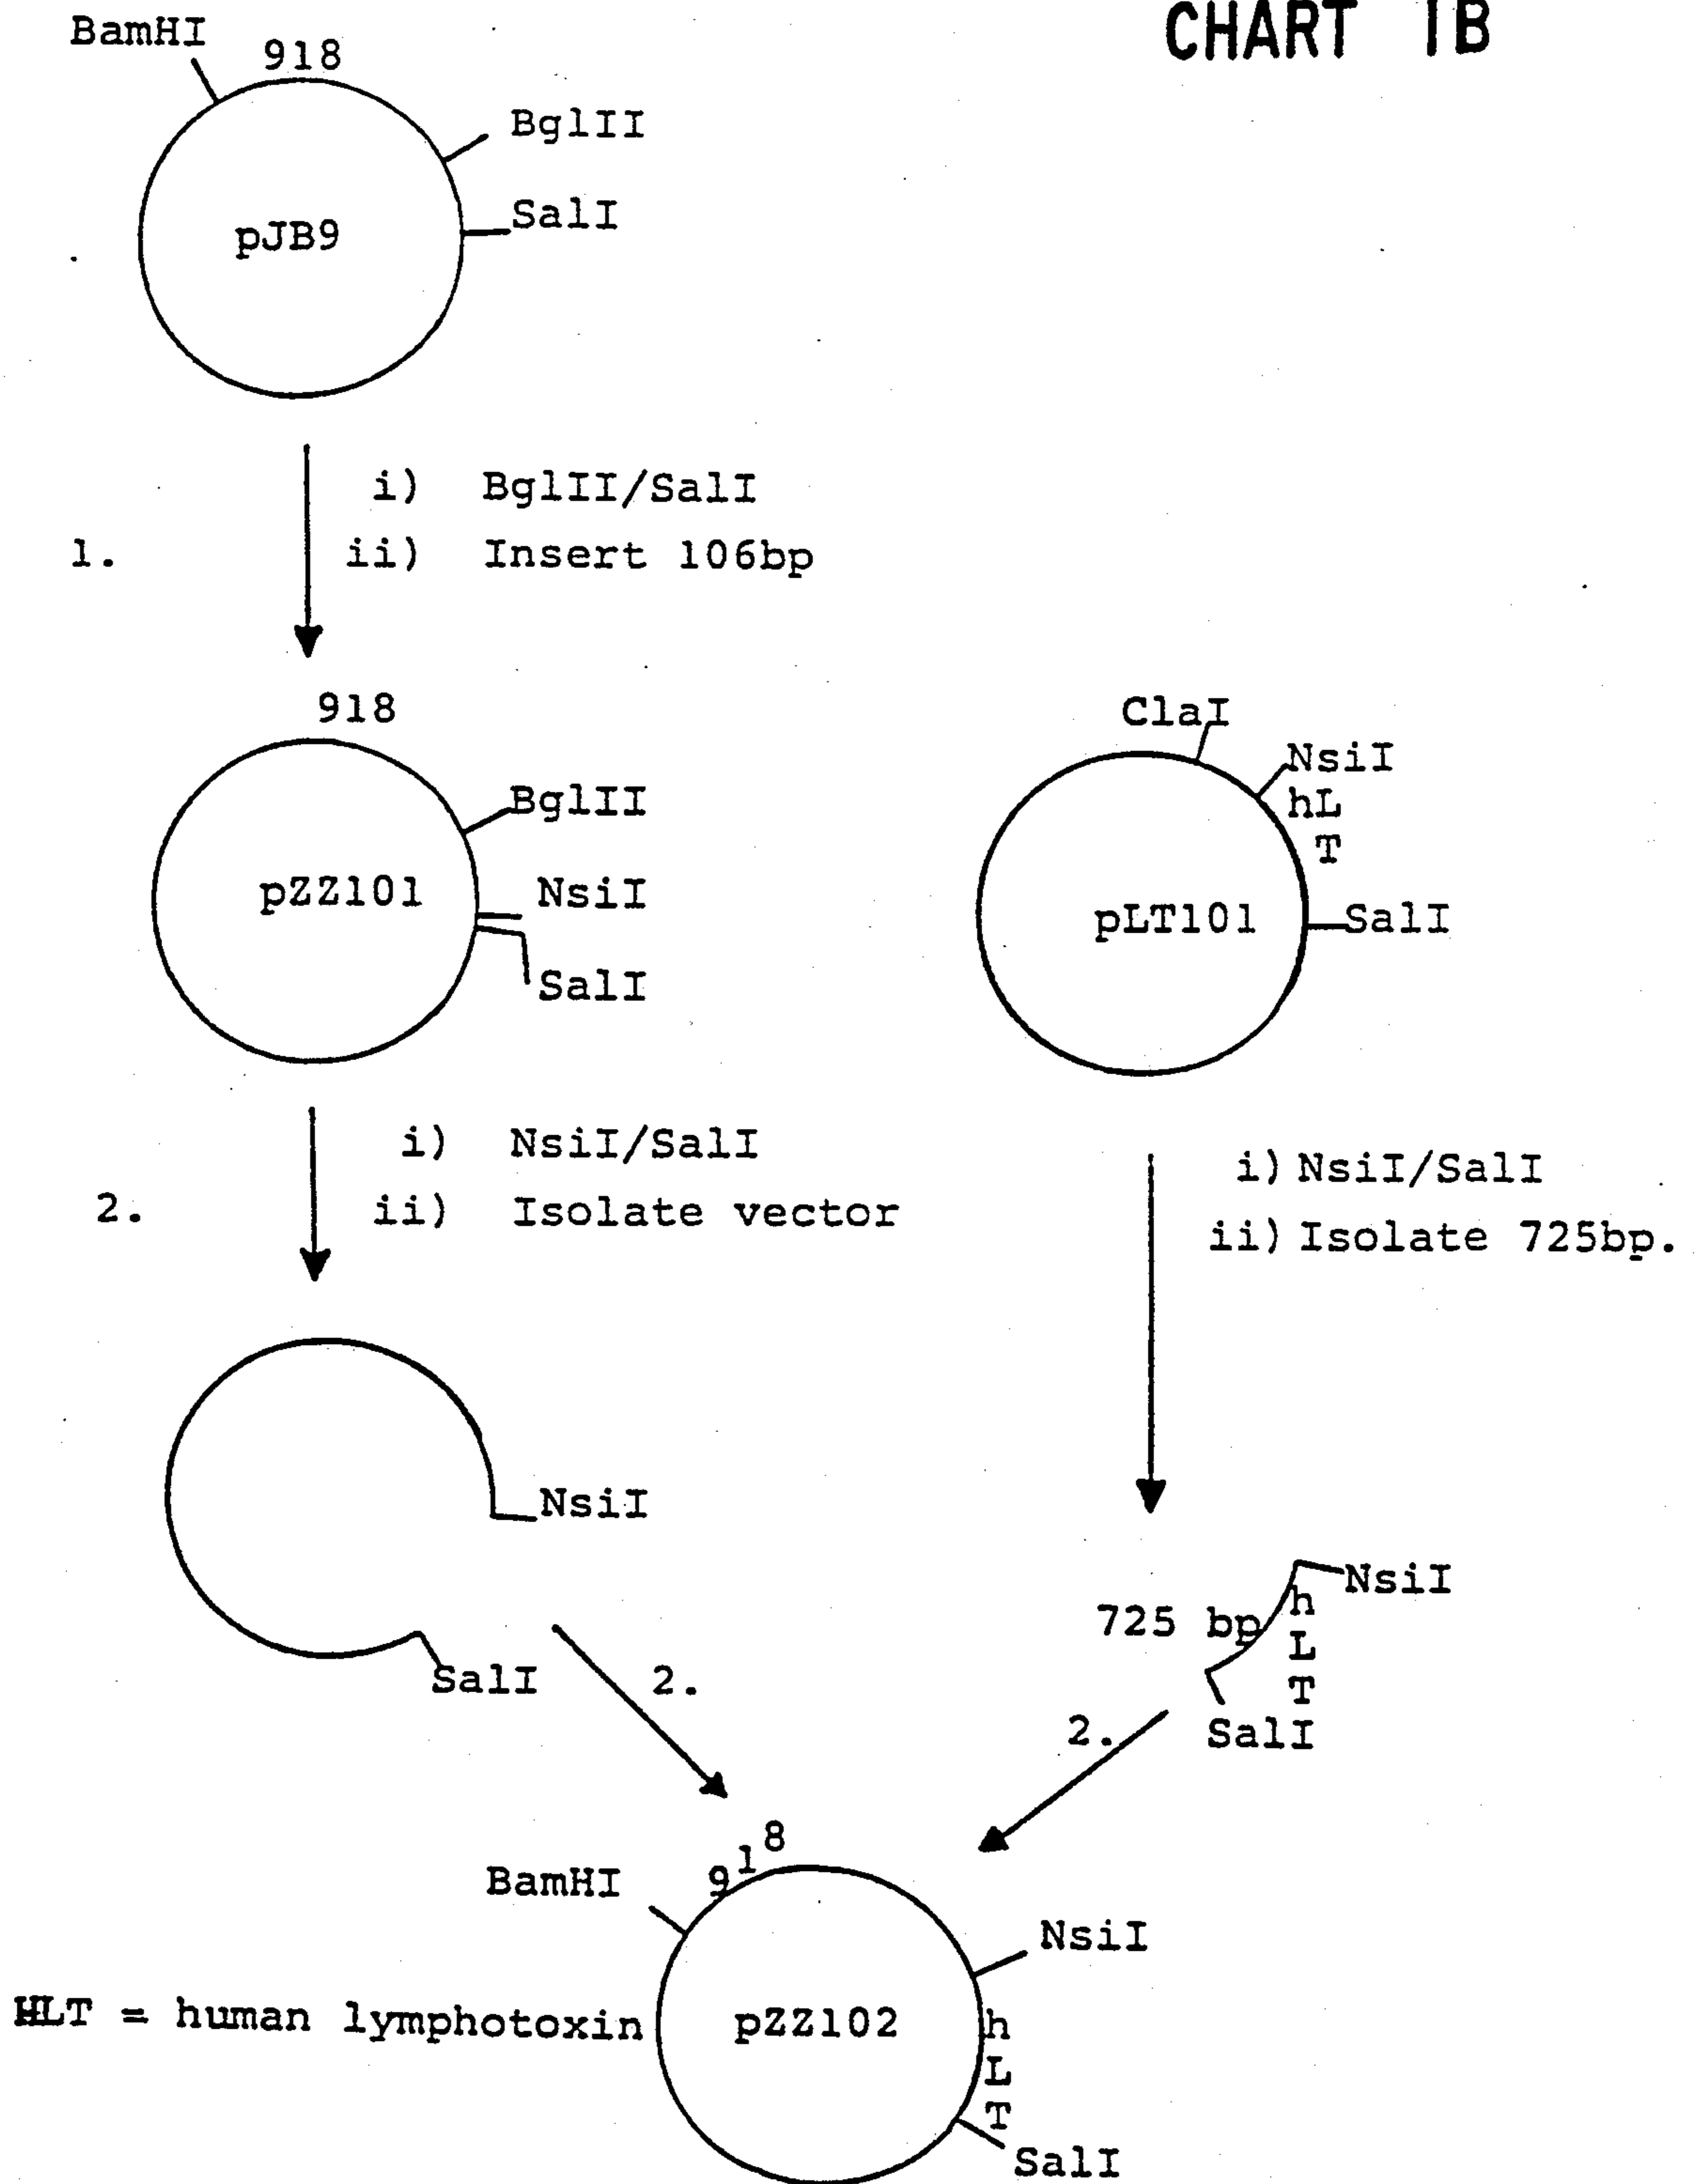 CHART 1B
BamHI
918
BglII
SalI
pJB9
1.
i) BglII/SalI
ii) Insert 106bp
918
BglII
pZZ101
NsiI
SalI
ClaI
NsiI
hL
T
pLT101
SalI
2.
i) NsiI/SalI
ii) Isolate vector
i) NsiI/SalI
ii) Isolate 725bp.
NsiI
SalI
2.
NsiI
725 bp
h
L
T
SalI
2.
918
BamHI
NsiI
pZZ102
h
L
T
SalI
HLT = human lymphotoxin